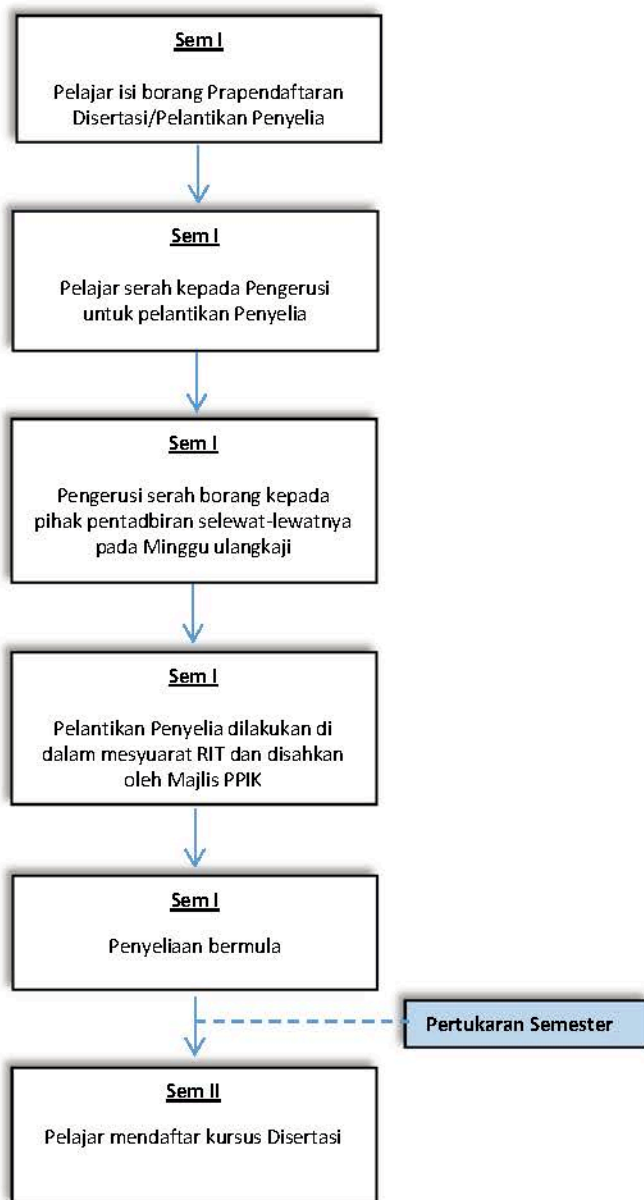 Sem I
Pelajar isi borang Prapendaftaran
Disertasi/Pelantikan Penyelia
Sem I
Pelajar serah kepada Pengerusi
untuk pelantikan Penyelia
Sem I
Pengerusi serah borang kepada
pihak pentadbiran selewat-lewatnya
pada Minggu ulangkaji
Sem I
Pelantikan Penyelia dilakukan di
dalam mesyuarat RIT dan disahkan
oleh Majlis PPIK
Sem I
Penyeliaan bermula
Pertukaran Semester
Sem II
Pelajar mendaftar kursus Disertasi